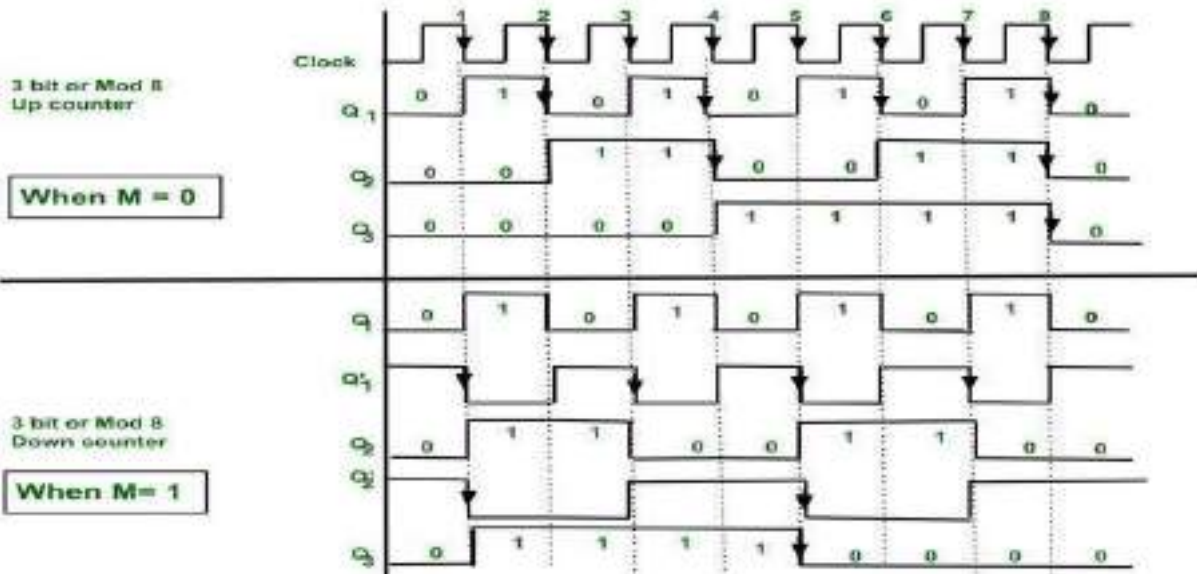 1 2 3 4 5 6 7 8
Clock
3 bit or Mod 8
Up counter
Q1 0 1 0 1 0 1 0 1 0
Q2 0 0 1 1 0 0 1 1 0
When M = 0
Q3 0 0 0 0 1 1 1 1 0
Q1 0 1 0 1 0 1 0 1 0
Q'1
3 bit or Mod 8
Down counter
Q2 0 1 1 0 0 1 1 0 0
Q'2
When M= 1
Q3 0 1 1 1 1 0 0 0 0